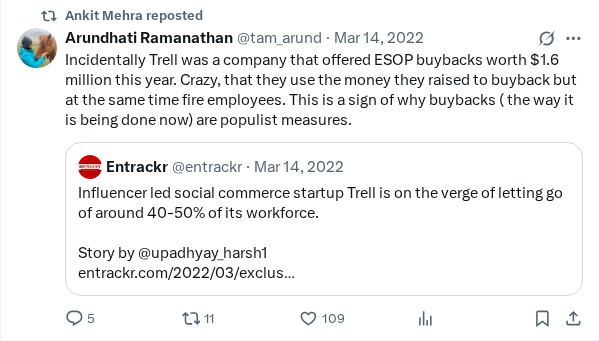 Ankit Mehra reposted
Arundhati Ramanathan @tam_arund · Mar 14, 2022
Incidentally Trell was a company that offered ESOP buybacks worth $1.6
million this year. Crazy, that they use the money they raised to buyback but
at the same time fire employees. This is a sign of why buybacks ( the way it
is being done now) are populist measures.
ENTRACKR Entrackr @entrackr · Mar 14, 2022
Influencer led social commerce startup Trell is on the verge of letting go
of around 40-50% of its workforce.
Story by @upadhyay_harsh1
entrackr.com/2022/03/exclus...
5 11 109